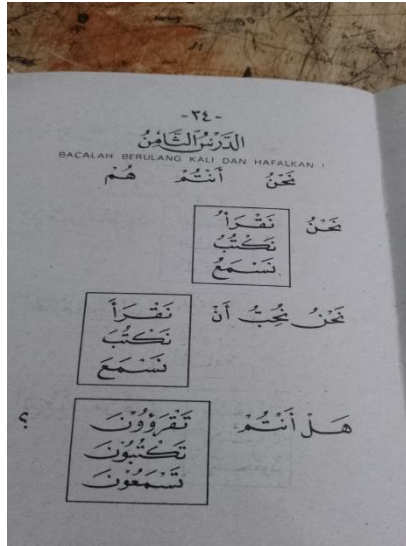 -٣٤-
الدَّرْسُ الثَّامِنُ
BACALAH BERULANG KALI DAN HAFALKAN !
نَحْنُ أَنْتُمْ هُمْ
نَحْنُ نَقْرَأُ
نَكْتُبُ
نَسْمَعُ
نَحْنُ نُحِبُّ أَنْ نَقْرَأَ
نَكْتُبَ
نَسْمَعَ
هَلْ أَنْتُمْ تَقْرَؤُوْنَ ؟
تَكْتُبُوْنَ
تَسْمَعُوْنَ